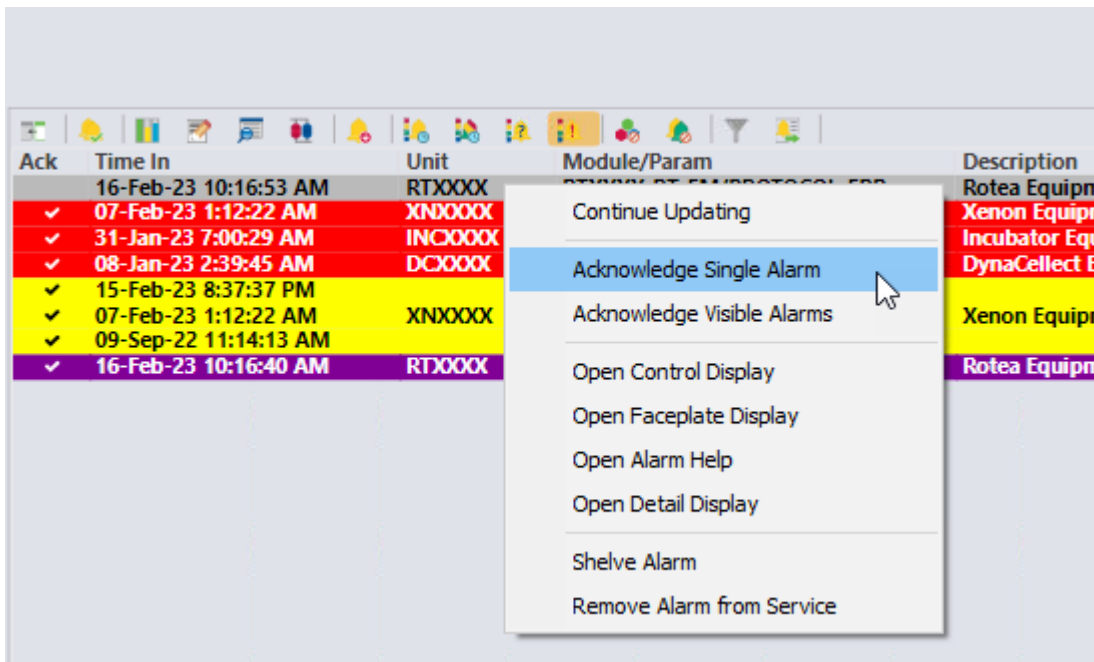 Ack Time In Unit Module/Param Description
16-Feb-23 10:16:53 AM RTXXXX Rotea Equipm
07-Feb-23 1:12:22 AM XNXXXX Xenon Equip
31-Jan-23 7:00:29 AM INCXXXX Incubator Eq
08-Jan-23 2:39:45 AM DCXXXX DynaCellect
15-Feb-23 8:37:37 PM
07-Feb-23 1:12:22 AM XNXXXX Xenon Equip
09-Sep-22 11:14:13 AM
16-Feb-23 10:16:40 AM RTXXXX Rotea Equipm
Continue Updating
Acknowledge Single Alarm
Acknowledge Visible Alarms
Open Control Display
Open Faceplate Display
Open Alarm Help
Open Detail Display
Shelve Alarm
Remove Alarm from Service